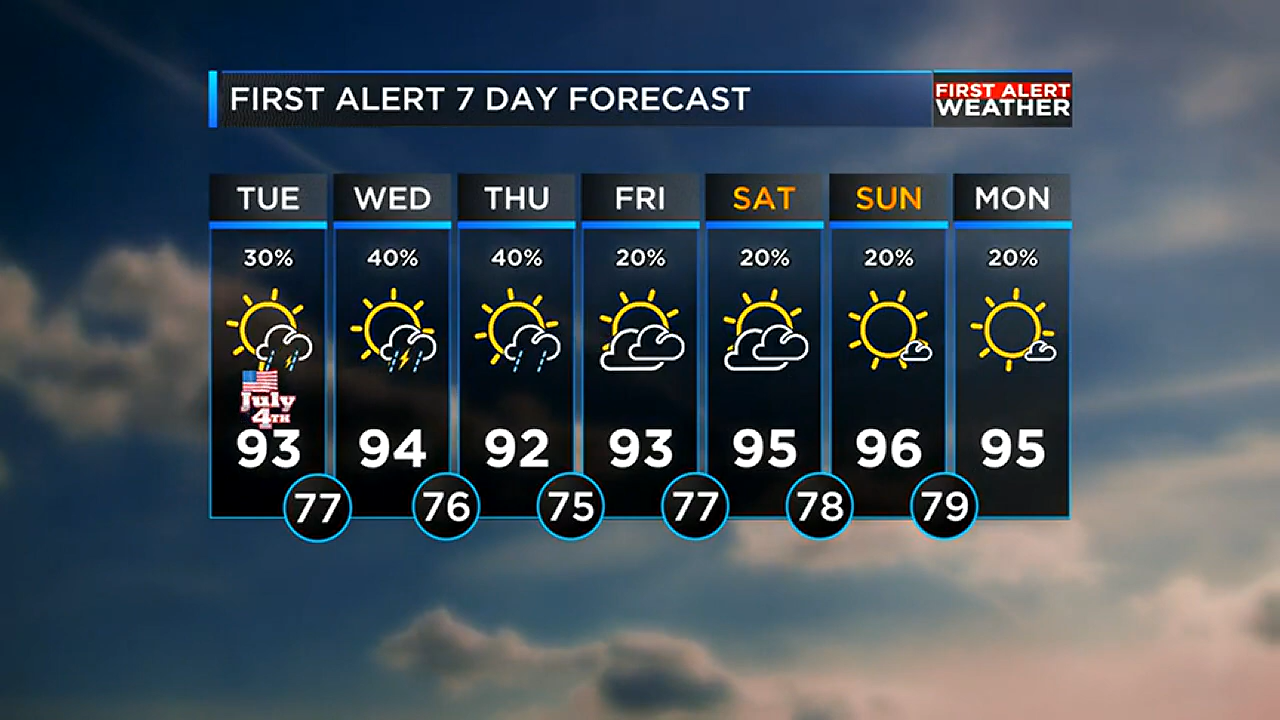 FIRST ALERT 7 DAY FORECAST
FIRST ALERT
WEATHER
TUE WED THU FRI SAT SUN MON
30% 40% 40% 20% 20% 20% 20%
July
4TH
93 94 92 93 95 96 95
77 76 75 77 78 79